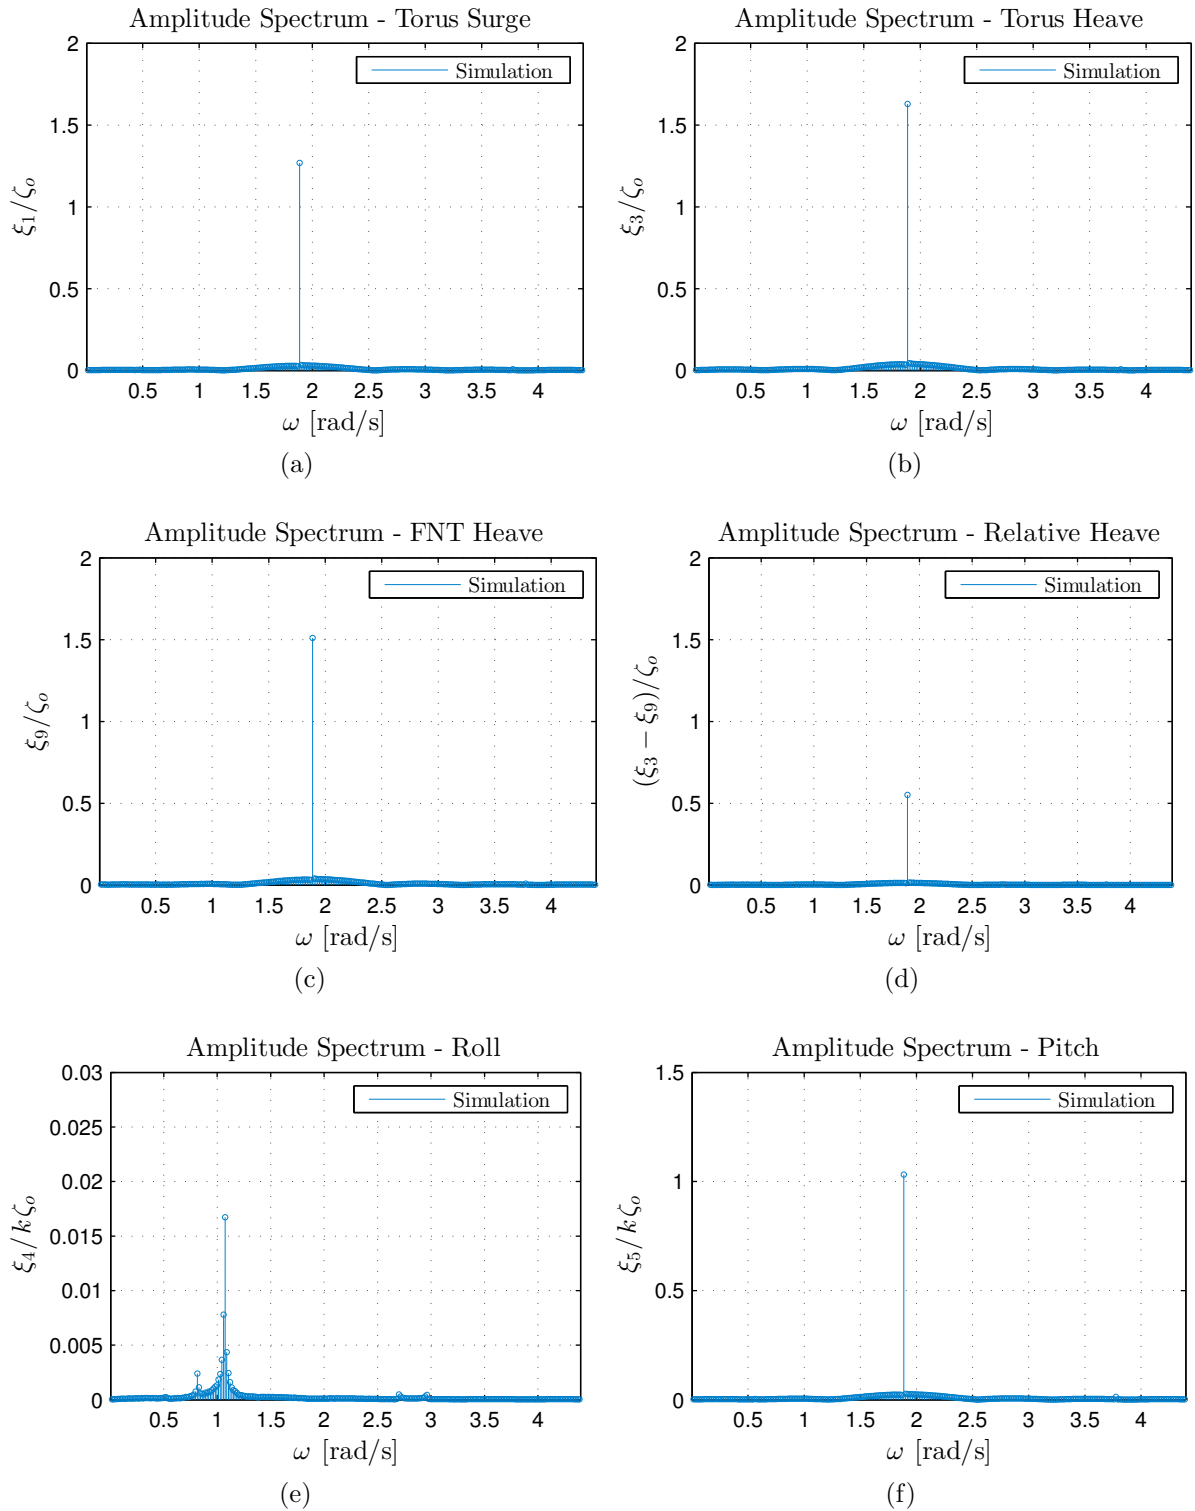 Amplitude Spectrum - Torus Surge
2
1.5
1
0.5
0
0.5 1 1.5 2 2.5 3 3.5 4
Simulation
ξ₁/ζₒ
ω [rad/s]
(a)
Amplitude Spectrum - Torus Heave
2
1.5
1
0.5
0
0.5 1 1.5 2 2.5 3 3.5 4
Simulation
ξ₃/ζₒ
ω [rad/s]
(b)
Amplitude Spectrum - FNT Heave
2
1.5
1
0.5
0
0.5 1 1.5 2 2.5 3 3.5 4
Simulation
ξ₉/ζₒ
ω [rad/s]
(c)
Amplitude Spectrum - Relative Heave
2
1.5
1
0.5
0
0.5 1 1.5 2 2.5 3 3.5 4
Simulation
(ξ₃ − ξ₉)/ζₒ
ω [rad/s]
(d)
Amplitude Spectrum - Roll
0.03
0.025
0.02
0.015
0.01
0.005
0
0.5 1 1.5 2 2.5 3 3.5 4
Simulation
ξ₄/kζₒ
ω [rad/s]
(e)
Amplitude Spectrum - Pitch
1.5
1
0.5
0
0.5 1 1.5 2 2.5 3 3.5 4
Simulation
ξ₅/kζₒ
ω [rad/s]
(f)